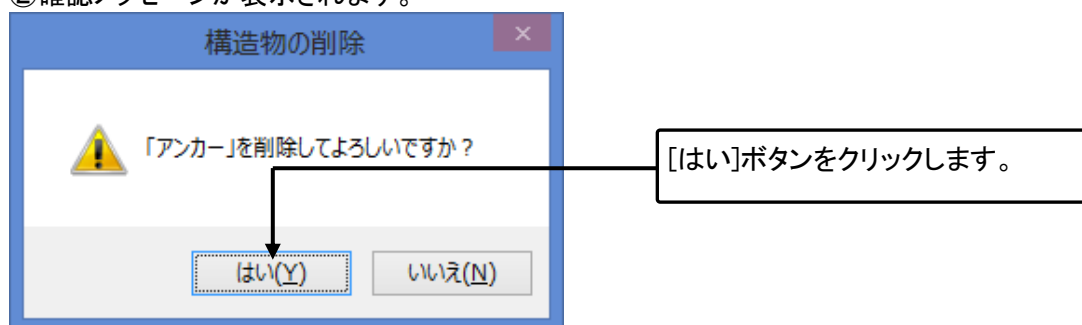 ②確認メッセージが表示されます。
構造物の削除
「アンカー」を削除してよろしいですか？
[はい]ボタンをクリックします。
はい(Y) いいえ(N)